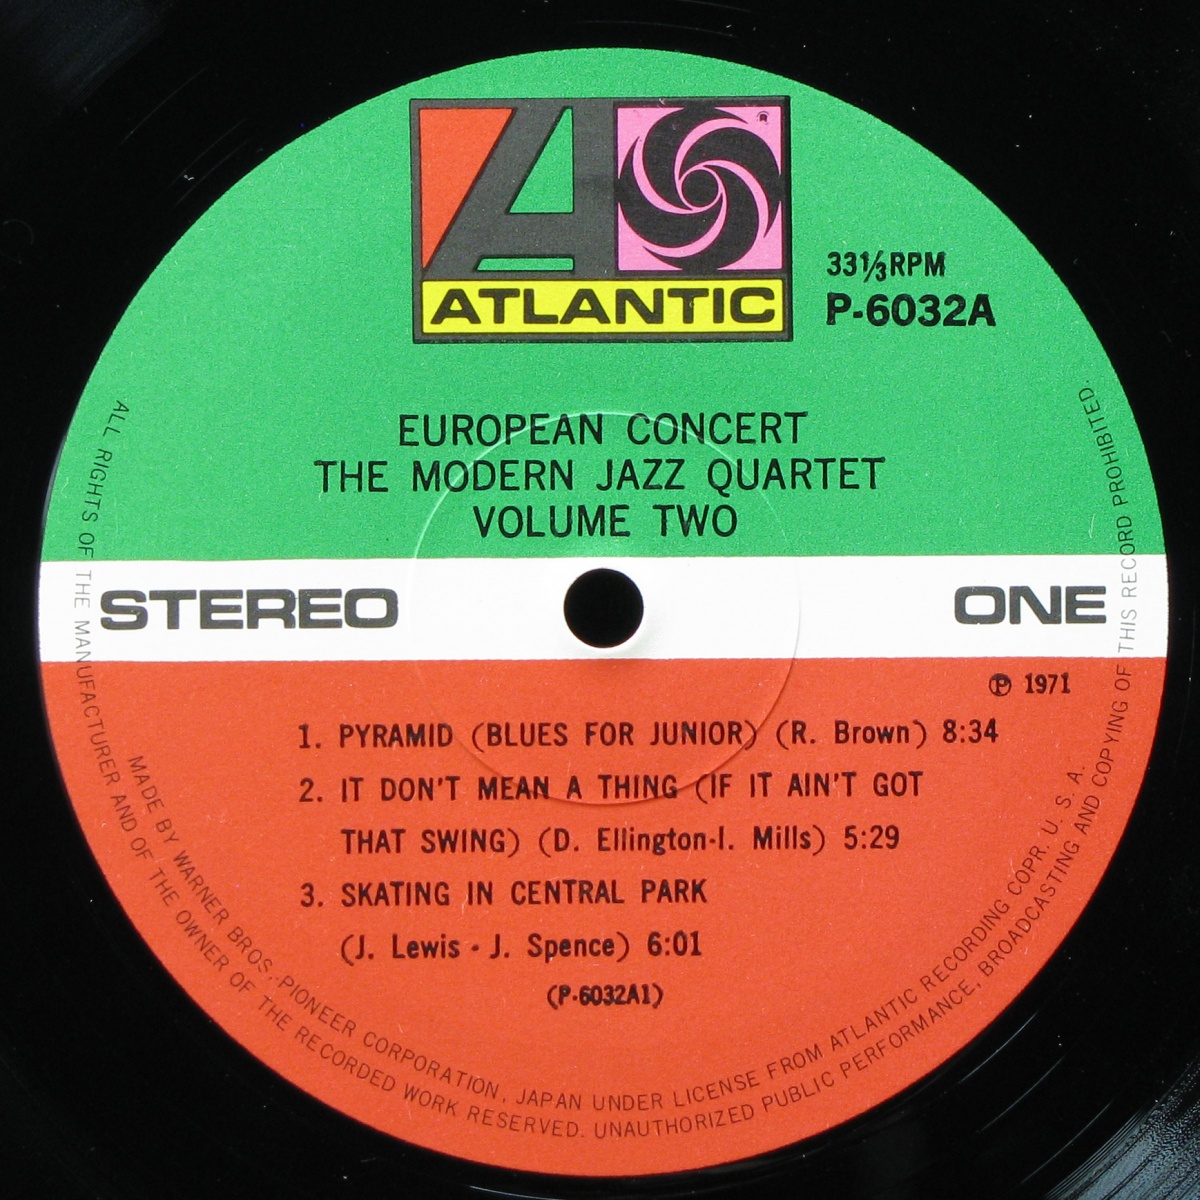 ATLANTIC
33⅓RPM
P-6032A
EUROPEAN CONCERT
THE MODERN JAZZ QUARTET
VOLUME TWO
STEREO
ONE
℗ 1971
1. PYRAMID (BLUES FOR JUNIOR) (R. Brown) 8:34
2. IT DON'T MEAN A THING (IF IT AIN'T GOT
THAT SWING) (D. Ellington-I. Mills) 5:29
3. SKATING IN CENTRAL PARK
(J. Lewis - J. Spence) 6:01
(P-6032A1)
MADE BY WARNER BROS.-PIONEER CORPORATION, JAPAN UNDER LICENSE FROM ATLANTIC RECORDING COPR. U. S. A.
ALL RIGHTS OF THE MANUFACTURER AND OF THE OWNER OF THE RECORDED WORK RESERVED. UNAUTHORIZED PUBLIC PERFORMANCE, BROADCASTING AND COPYING OF THIS RECORD PROHIBITED.